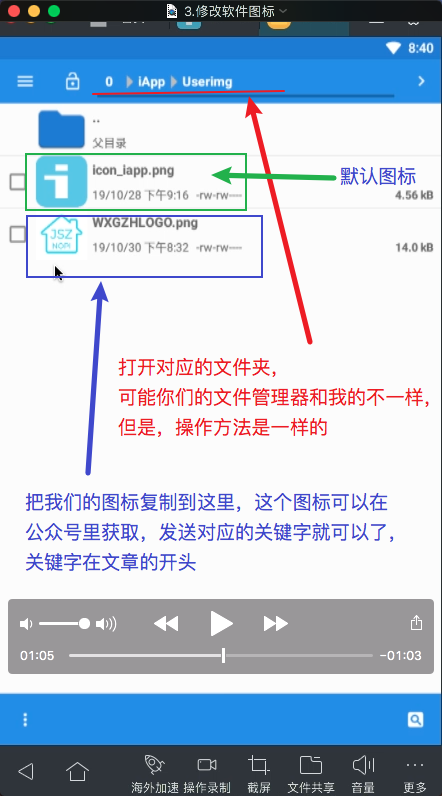 3.修改软件图标
8:40
0 iApp Userimg
..
父目录
icon_iapp.png
19/10/28 下午9:16 -rw-rw----
4.56 kB
默认图标
WXGZHLOGO.png
19/10/30 下午8:32 -rw-rw----
14.0 kB
JSZ
NOPI
打开对应的文件夹，
可能你们的文件管理器和我的不一样，
但是，操作方法是一样的
把我们的图标复制到这里，这个图标可以在
公众号里获取，发送对应的关键字就可以了，
关键字在文章的开头
01:05
-01:03
海外加速 操作录制 截屏 文件共享 音量 更多